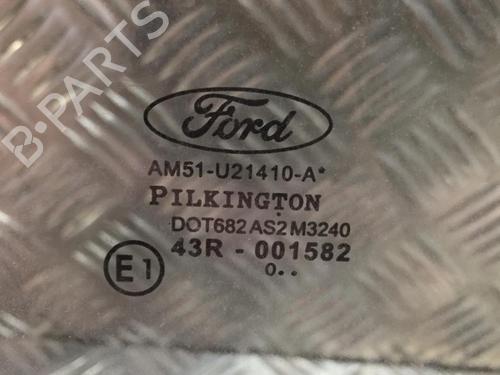 B-PARTS
Ford
AM51-U21410-A*
PILKINGTON
DOT682 AS2 M3240
43R - 001582
E1
0..